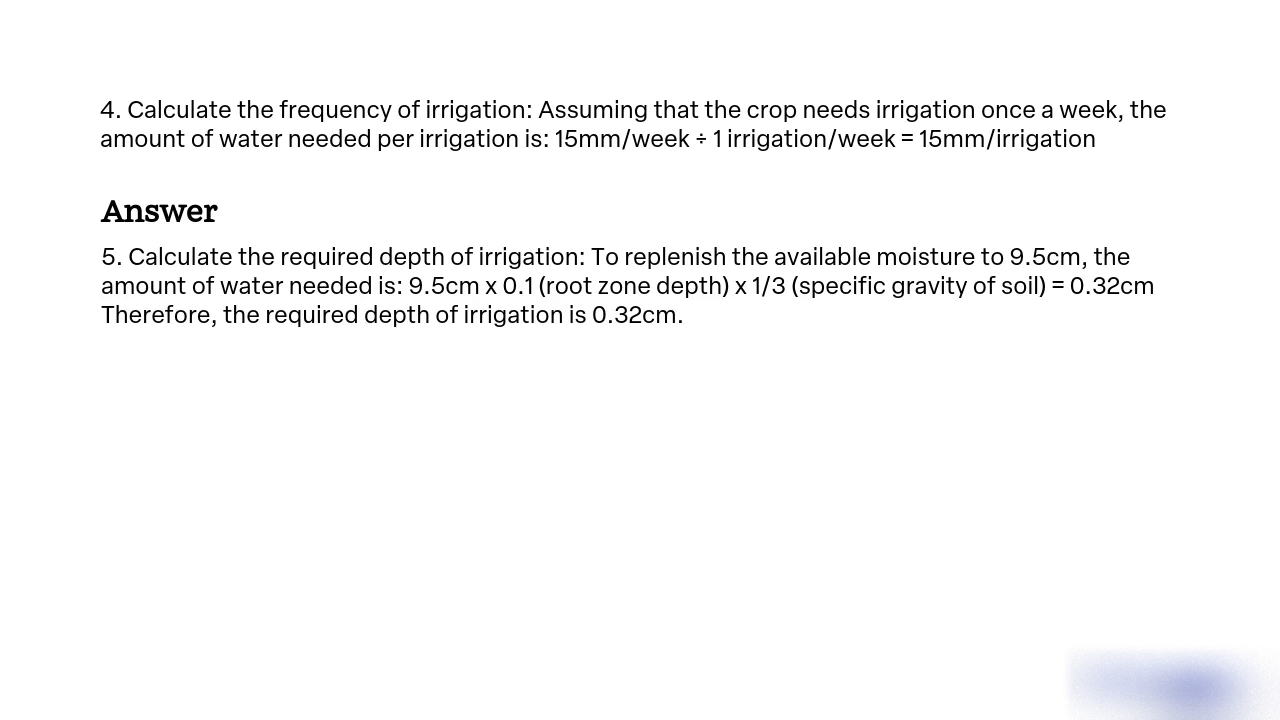 4. Calculate the frequency of irrigation: Assuming that the crop needs irrigation once a week, the
amount of water needed per irrigation is: 15mm/week ÷ 1 irrigation/week = 15mm/irrigation
Answer
5. Calculate the required depth of irrigation: To replenish the available moisture to 9.5cm, the
amount of water needed is: 9.5cm x 0.1 (root zone depth) x 1/3 (specific gravity of soil) = 0.32cm
Therefore, the required depth of irrigation is 0.32cm.